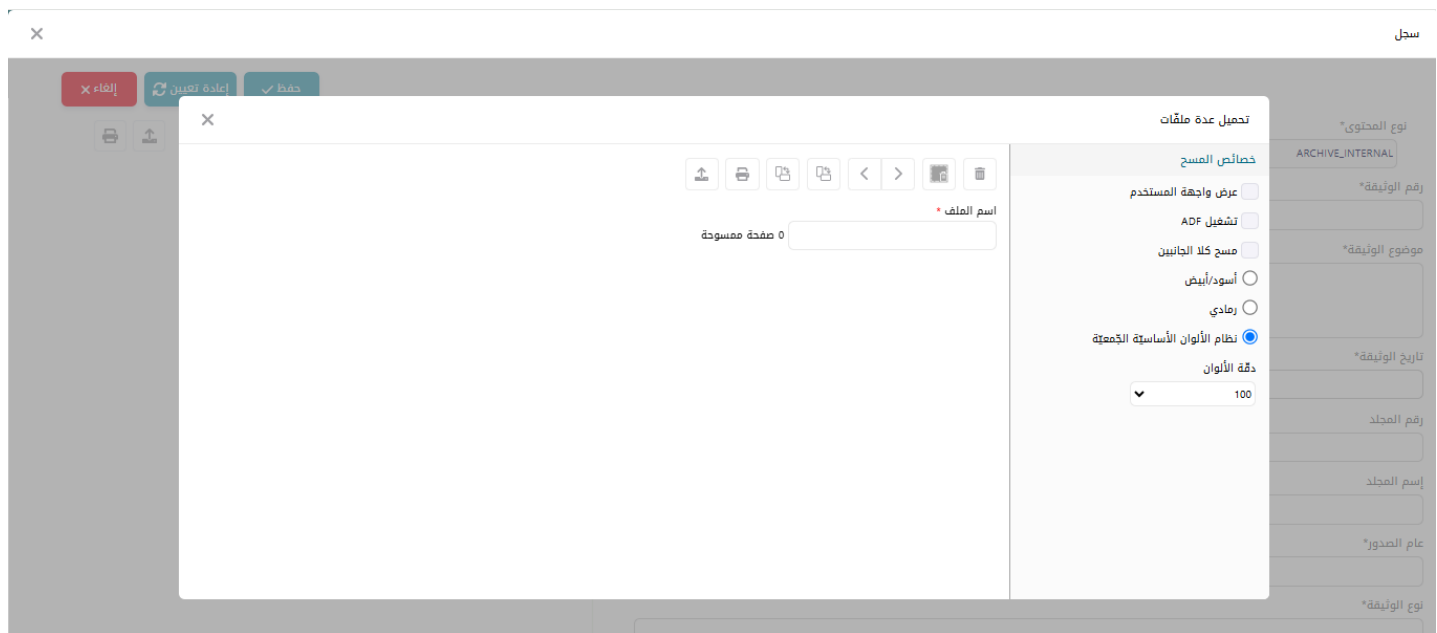 سجل
حفظ
إعادة تعيين
إلغاء
نوع المحتوى*
ARCHIVE_INTERNAL
رقم الوثيقة*
موضوع الوثيقة*
تاريخ الوثيقة*
رقم المجلد
إسم المجلد
عام الصدور*
نوع الوثيقة*
تحميل عدة ملفّات
خصائص المسح
عرض واجهة المستخدم
تشغيل ADF
مسح كلا الجانبين
أسود/أبيض
رمادي
نظام الألوان الأساسيّة الجّمعيّة
دقّة الألوان
100
اسم الملف *
0 صفحة ممسوحة